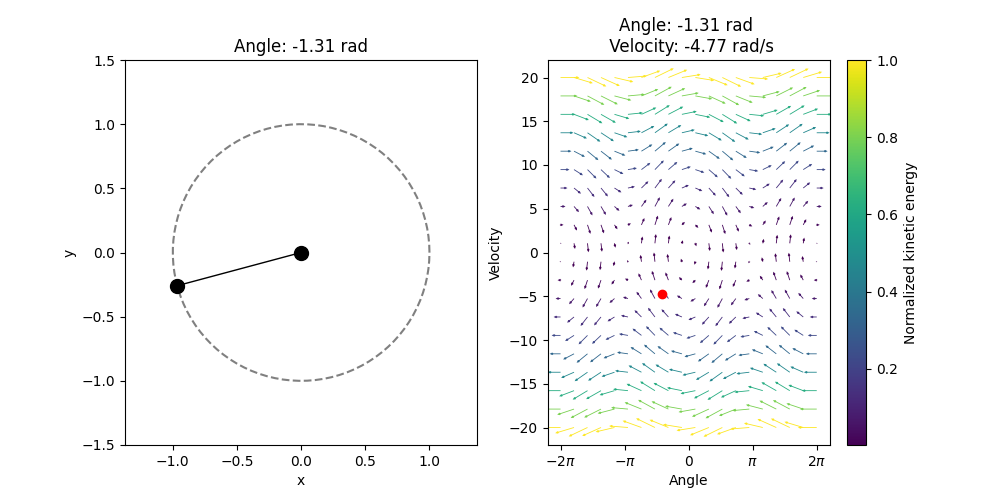 Angle: -1.31 rad
1.5
1.0
0.5
0.0
−0.5
−1.0
−1.5
y
−1.0
−0.5
0.0
0.5
1.0
x
Angle: -1.31 rad
Velocity: -4.77 rad/s
20
15
10
5
0
−5
−10
−15
−20
Velocity
−2π
−π
0
π
2π
Angle
1.0
0.8
0.6
0.4
0.2
Normalized kinetic energy